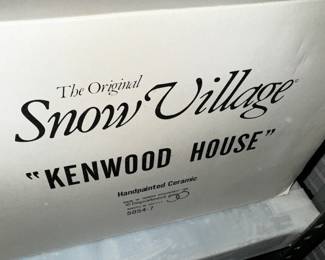 The Original
Snow Village®
"KENWOOD HOUSE"
Handpainted Ceramic
5054-7